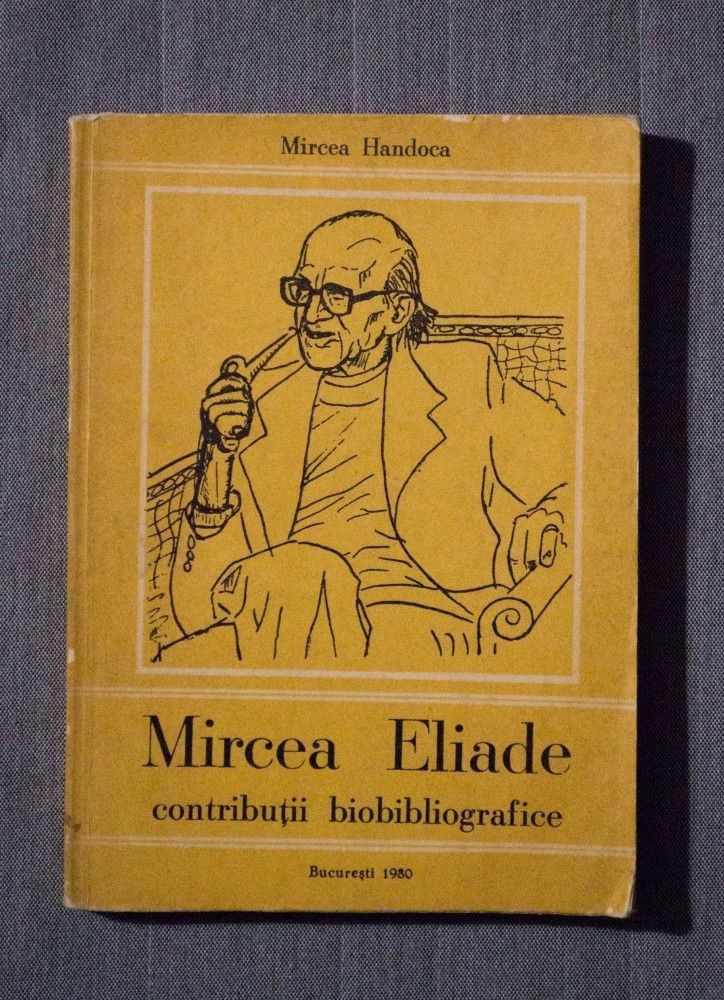 Mircea Handoca
Mircea Eliade
contribuții biobibliografice
București 1980